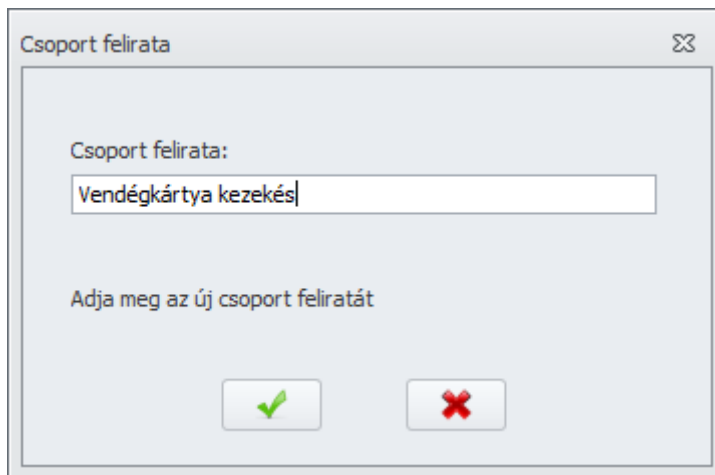 Csoport felirata
Csoport felirata:
Vendégkártya kezekés
Adja meg az új csoport feliratát